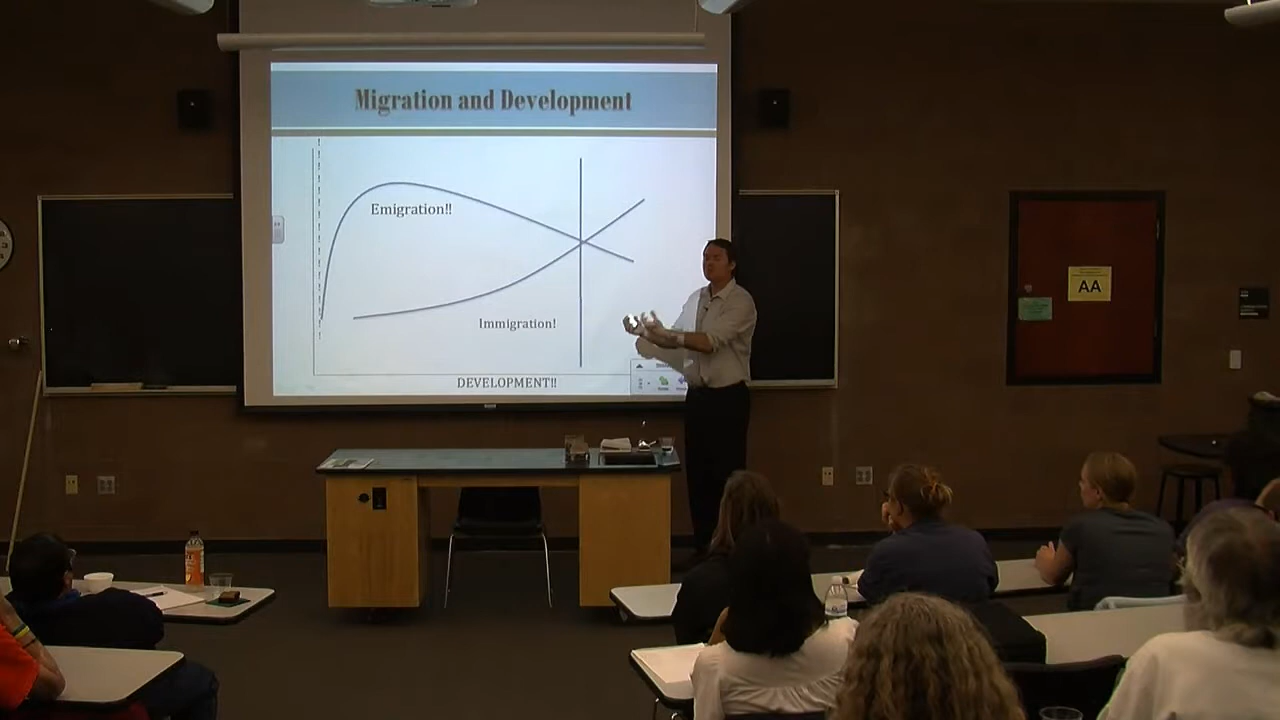 Migration and Development
Emigration!!
Immigration!
DEVELOPMENT!!
AA